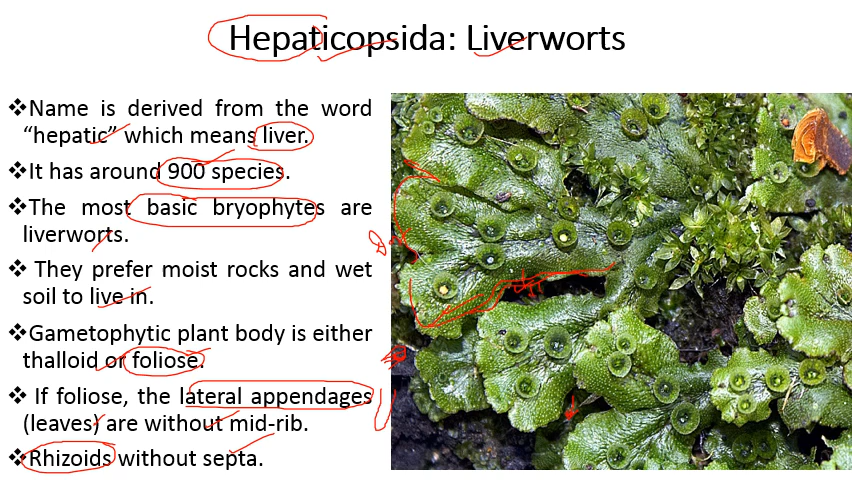 Hepaticopsida: Liverworts
❖Name is derived from the word
“hepatic” which means liver.
❖It has around 900 species.
❖The most basic bryophytes are
liverworts.
❖ They prefer moist rocks and wet
soil to live in.
❖Gametophytic plant body is either
thalloid or foliose.
❖ If foliose, the lateral appendages
(leaves) are without mid-rib.
❖Rhizoids without septa.